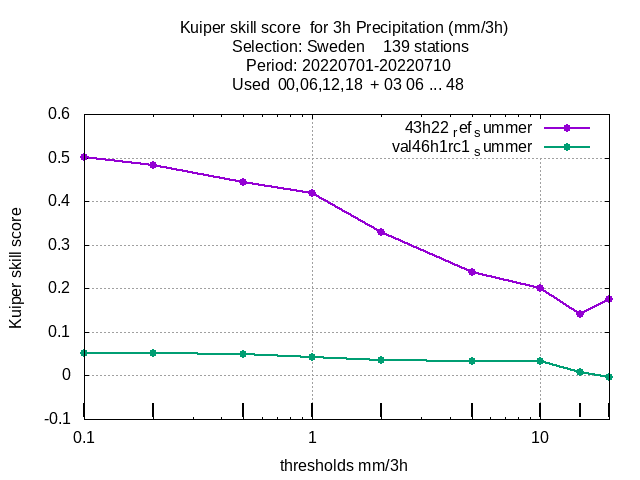 Kuiper skill score  for 3h Precipitation (mm/3h)
Selection: Sweden    139 stations
Period: 20220701-20220710
Used  00,06,12,18  + 03 06 ... 48
43h22 ref summer
val46h1rc1 summer
0.6
0.5
0.4
0.3
0.2
0.1
0
-0.1
Kuiper skill score
0.1
1
10
thresholds mm/3h